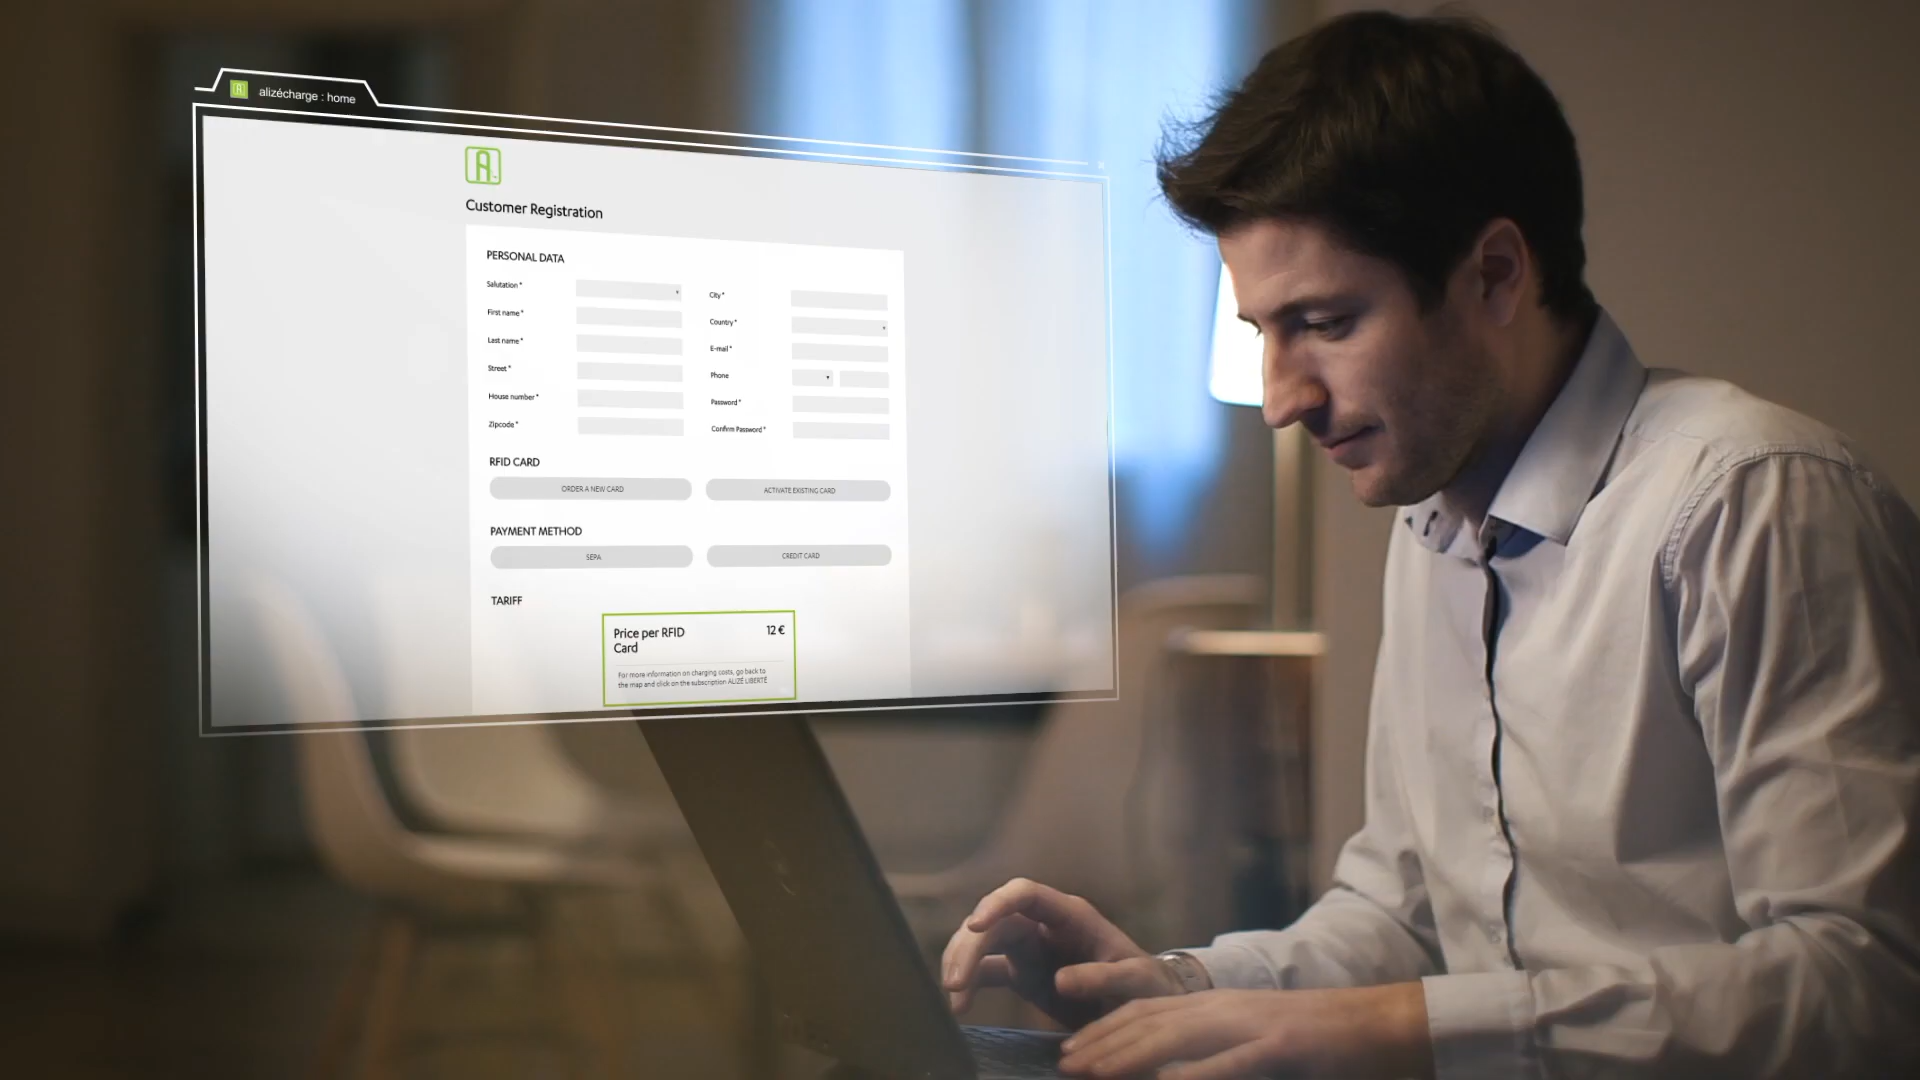 alizécharge : home
A
Customer Registration
PERSONAL DATA
Salutation *
First name *
Last name *
Street *
House number *
Zipcode *
City *
Country *
E-mail *
Phone
Password *
Confirm Password *
RFID CARD
ORDER A NEW CARD
ACTIVATE EXISTING CARD
PAYMENT METHOD
SEPA
CREDIT CARD
TARIFF
Price per RFID
Card
12 €
For more information on charging costs, go back to
the map and click on the subscription ALIZÉ LIBERTÉ